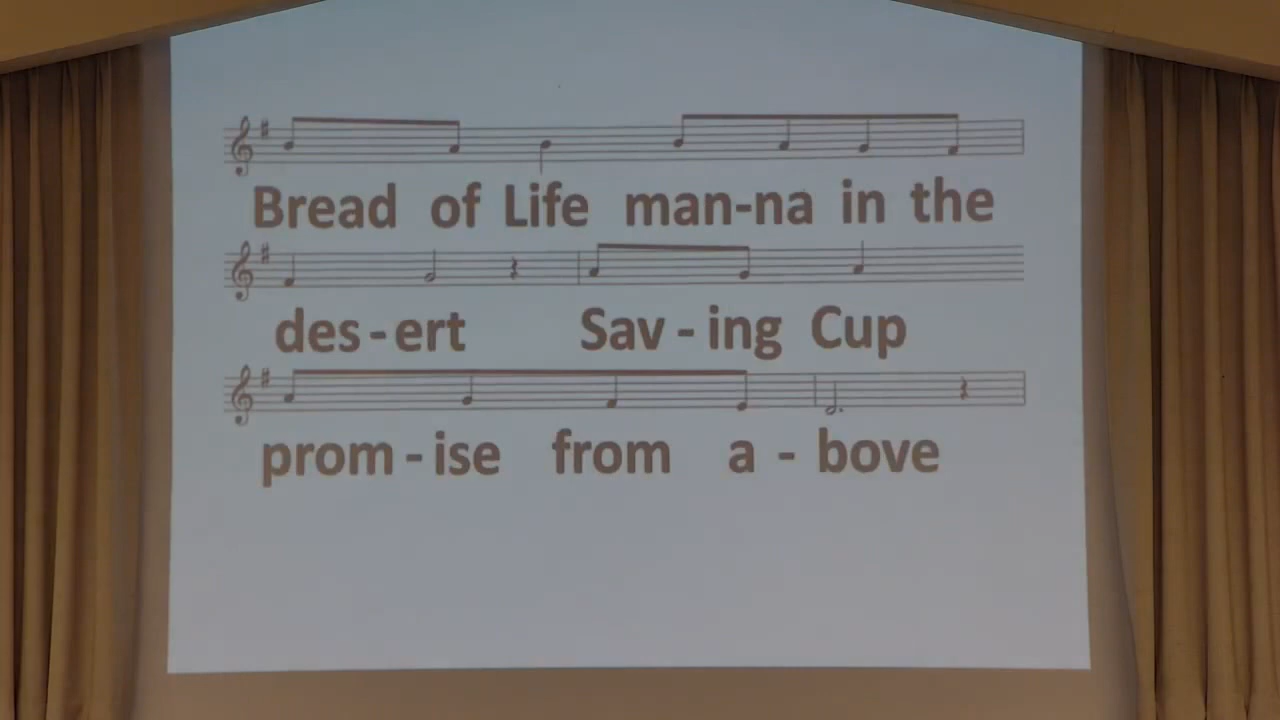 Bread of Life man-na in the
des-ert Sav-ing Cup
prom-ise from a-bove